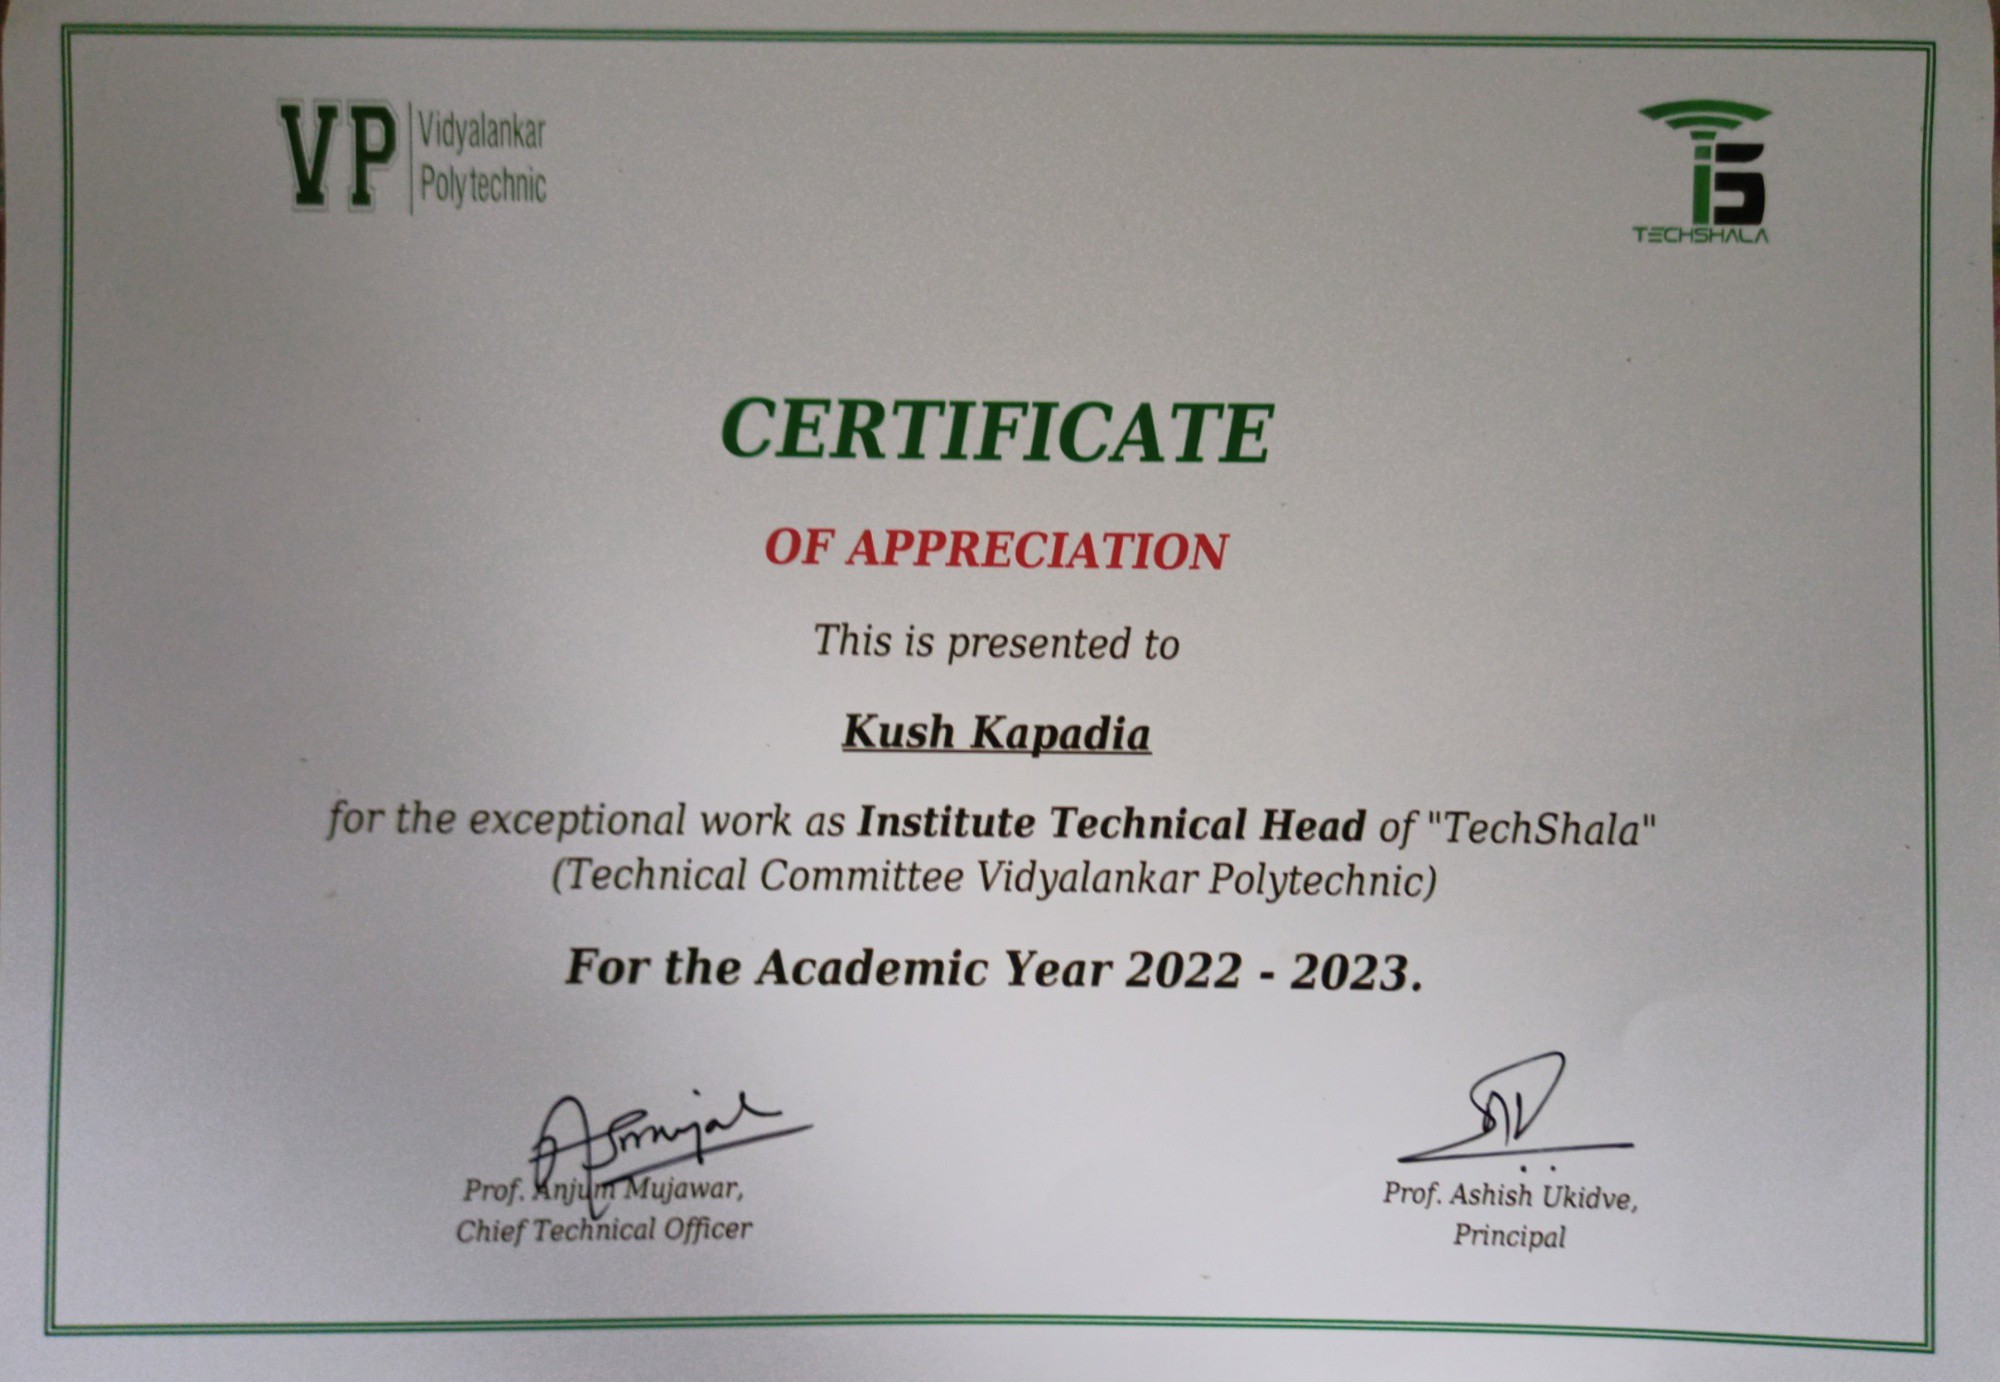 VP Vidyalankar
Polytechnic
TS
TECHSHALA
CERTIFICATE
OF APPRECIATION
This is presented to
Kush Kapadia
for the exceptional work as Institute Technical Head of "TechShala"
(Technical Committee Vidyalankar Polytechnic)
For the Academic Year 2022 - 2023.
Prof. Anjum Mujawar,
Chief Technical Officer
Prof. Ashish Ukidve,
Principal